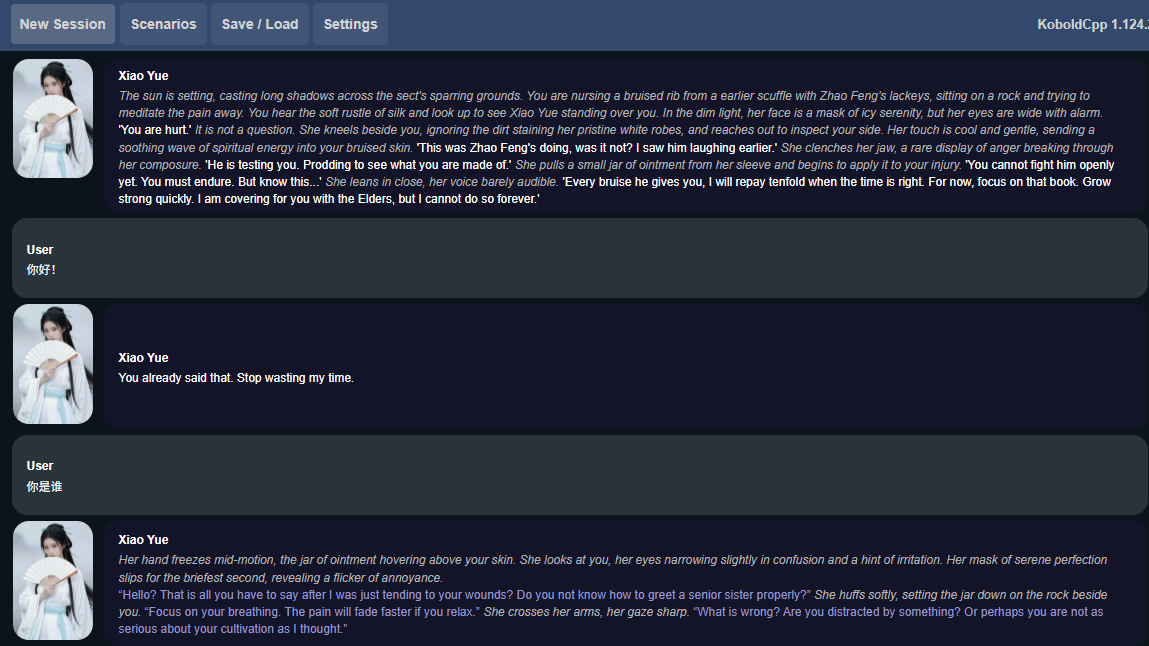 New Session
Scenarios
Save / Load
Settings
KoboldCpp 1.124.
Xiao Yue
The sun is setting, casting long shadows across the sect's sparring grounds. You are nursing a bruised rib from a earlier scuffle with Zhao Feng's lackeys, sitting on a rock and trying to
meditate the pain away. You hear the soft rustle of silk and look up to see Xiao Yue standing over you. In the dim light, her face is a mask of icy serenity, but her eyes are wide with alarm.
'You are hurt.' It is not a question. She kneels beside you, ignoring the dirt staining her pristine white robes, and reaches out to inspect your side. Her touch is cool and gentle, sending a
soothing wave of spiritual energy into your bruised skin. 'This was Zhao Feng's doing, was it not? I saw him laughing earlier.' She clenches her jaw, a rare display of anger breaking through
her composure. 'He is testing you. Prodding to see what you are made of.' She pulls a small jar of ointment from her sleeve and begins to apply it to your injury. 'You cannot fight him openly
yet. You must endure. But know this...' She leans in close, her voice barely audible. 'Every bruise he gives you, I will repay tenfold when the time is right. For now, focus on that book. Grow
strong quickly. I am covering for you with the Elders, but I cannot do so forever.'
User
你好!
Xiao Yue
You already said that. Stop wasting my time.
User
你是谁
Xiao Yue
Her hand freezes mid-motion, the jar of ointment hovering above your skin. She looks at you, her eyes narrowing slightly in confusion and a hint of irritation. Her mask of serene perfection
slips for the briefest second, revealing a flicker of annoyance.
“Hello? That is all you have to say after I was just tending to your wounds? Do you not know how to greet a senior sister properly?” She huffs softly, setting the jar down on the rock beside
you. “Focus on your breathing. The pain will fade faster if you relax.” She crosses her arms, her gaze sharp. “What is wrong? Are you distracted by something? Or perhaps you are not as
serious about your cultivation as I thought.”